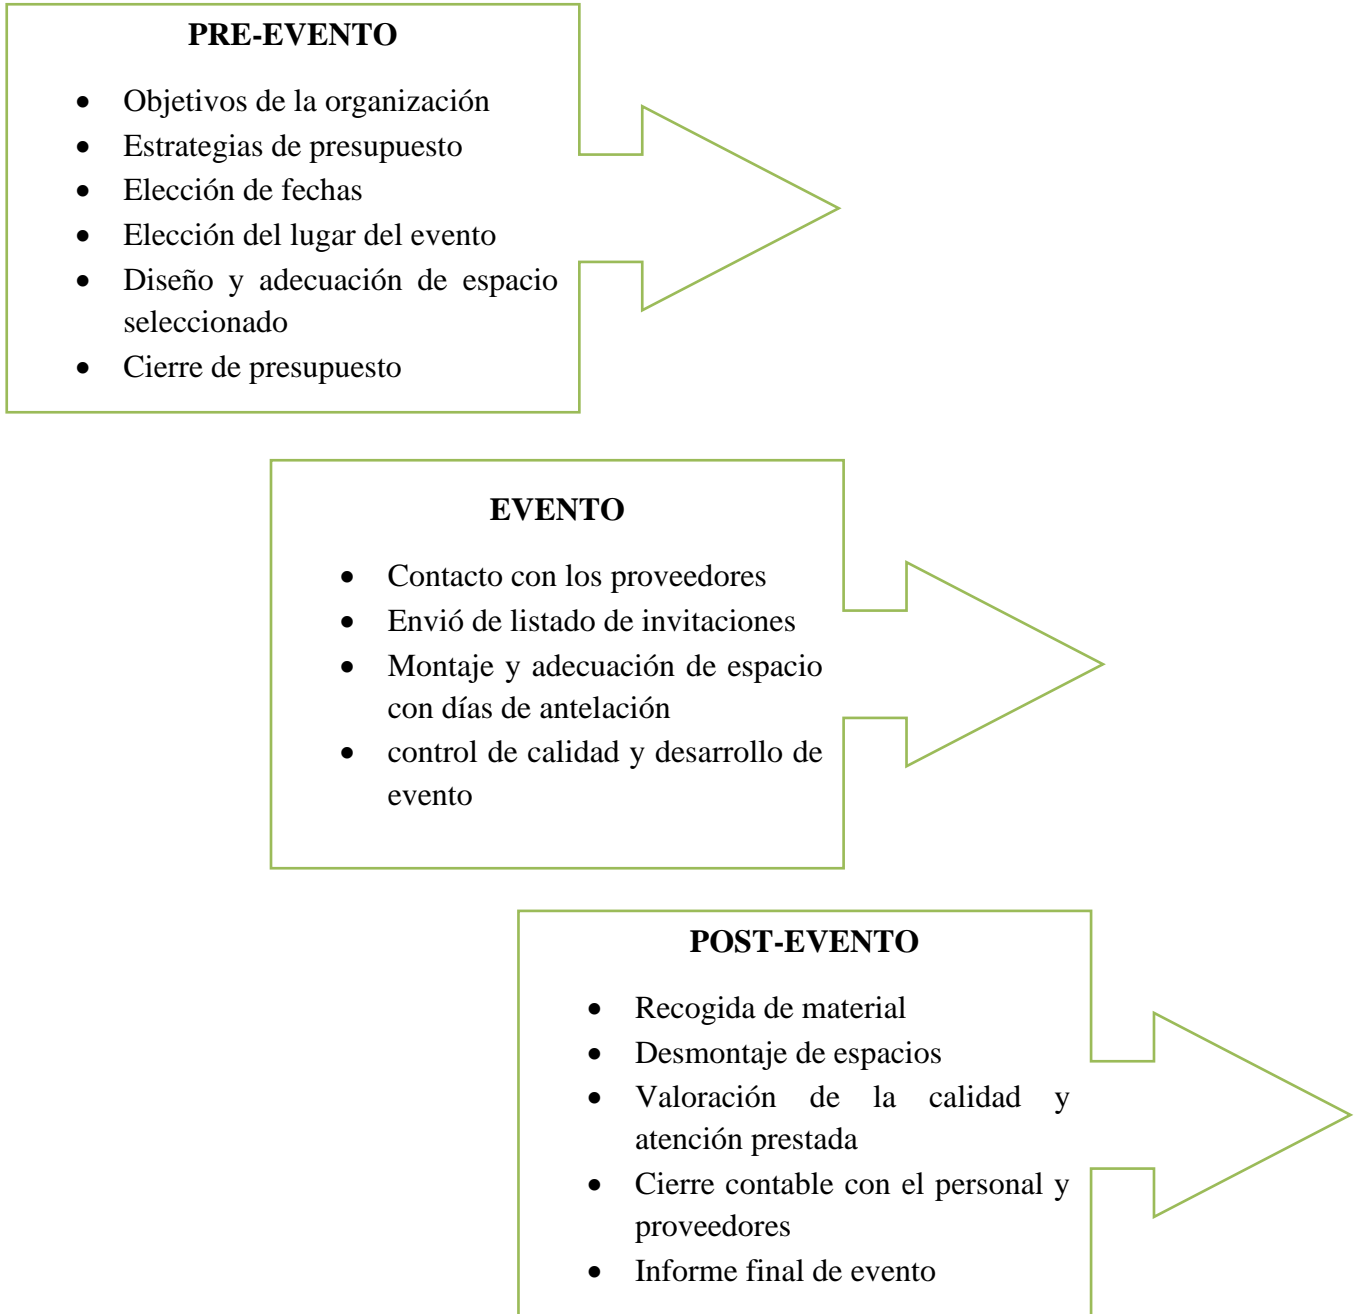 PRE-EVENTO
• Objetivos de la organización
• Estrategias de presupuesto
• Elección de fechas
• Elección del lugar del evento
• Diseño y adecuación de espacio
seleccionado
• Cierre de presupuesto
EVENTO
• Contacto con los proveedores
• Envió de listado de invitaciones
• Montaje y adecuación de espacio
con días de antelación
• control de calidad y desarrollo de
evento
POST-EVENTO
• Recogida de material
• Desmontaje de espacios
• Valoración de la calidad y
atención prestada
• Cierre contable con el personal y
proveedores
• Informe final de evento